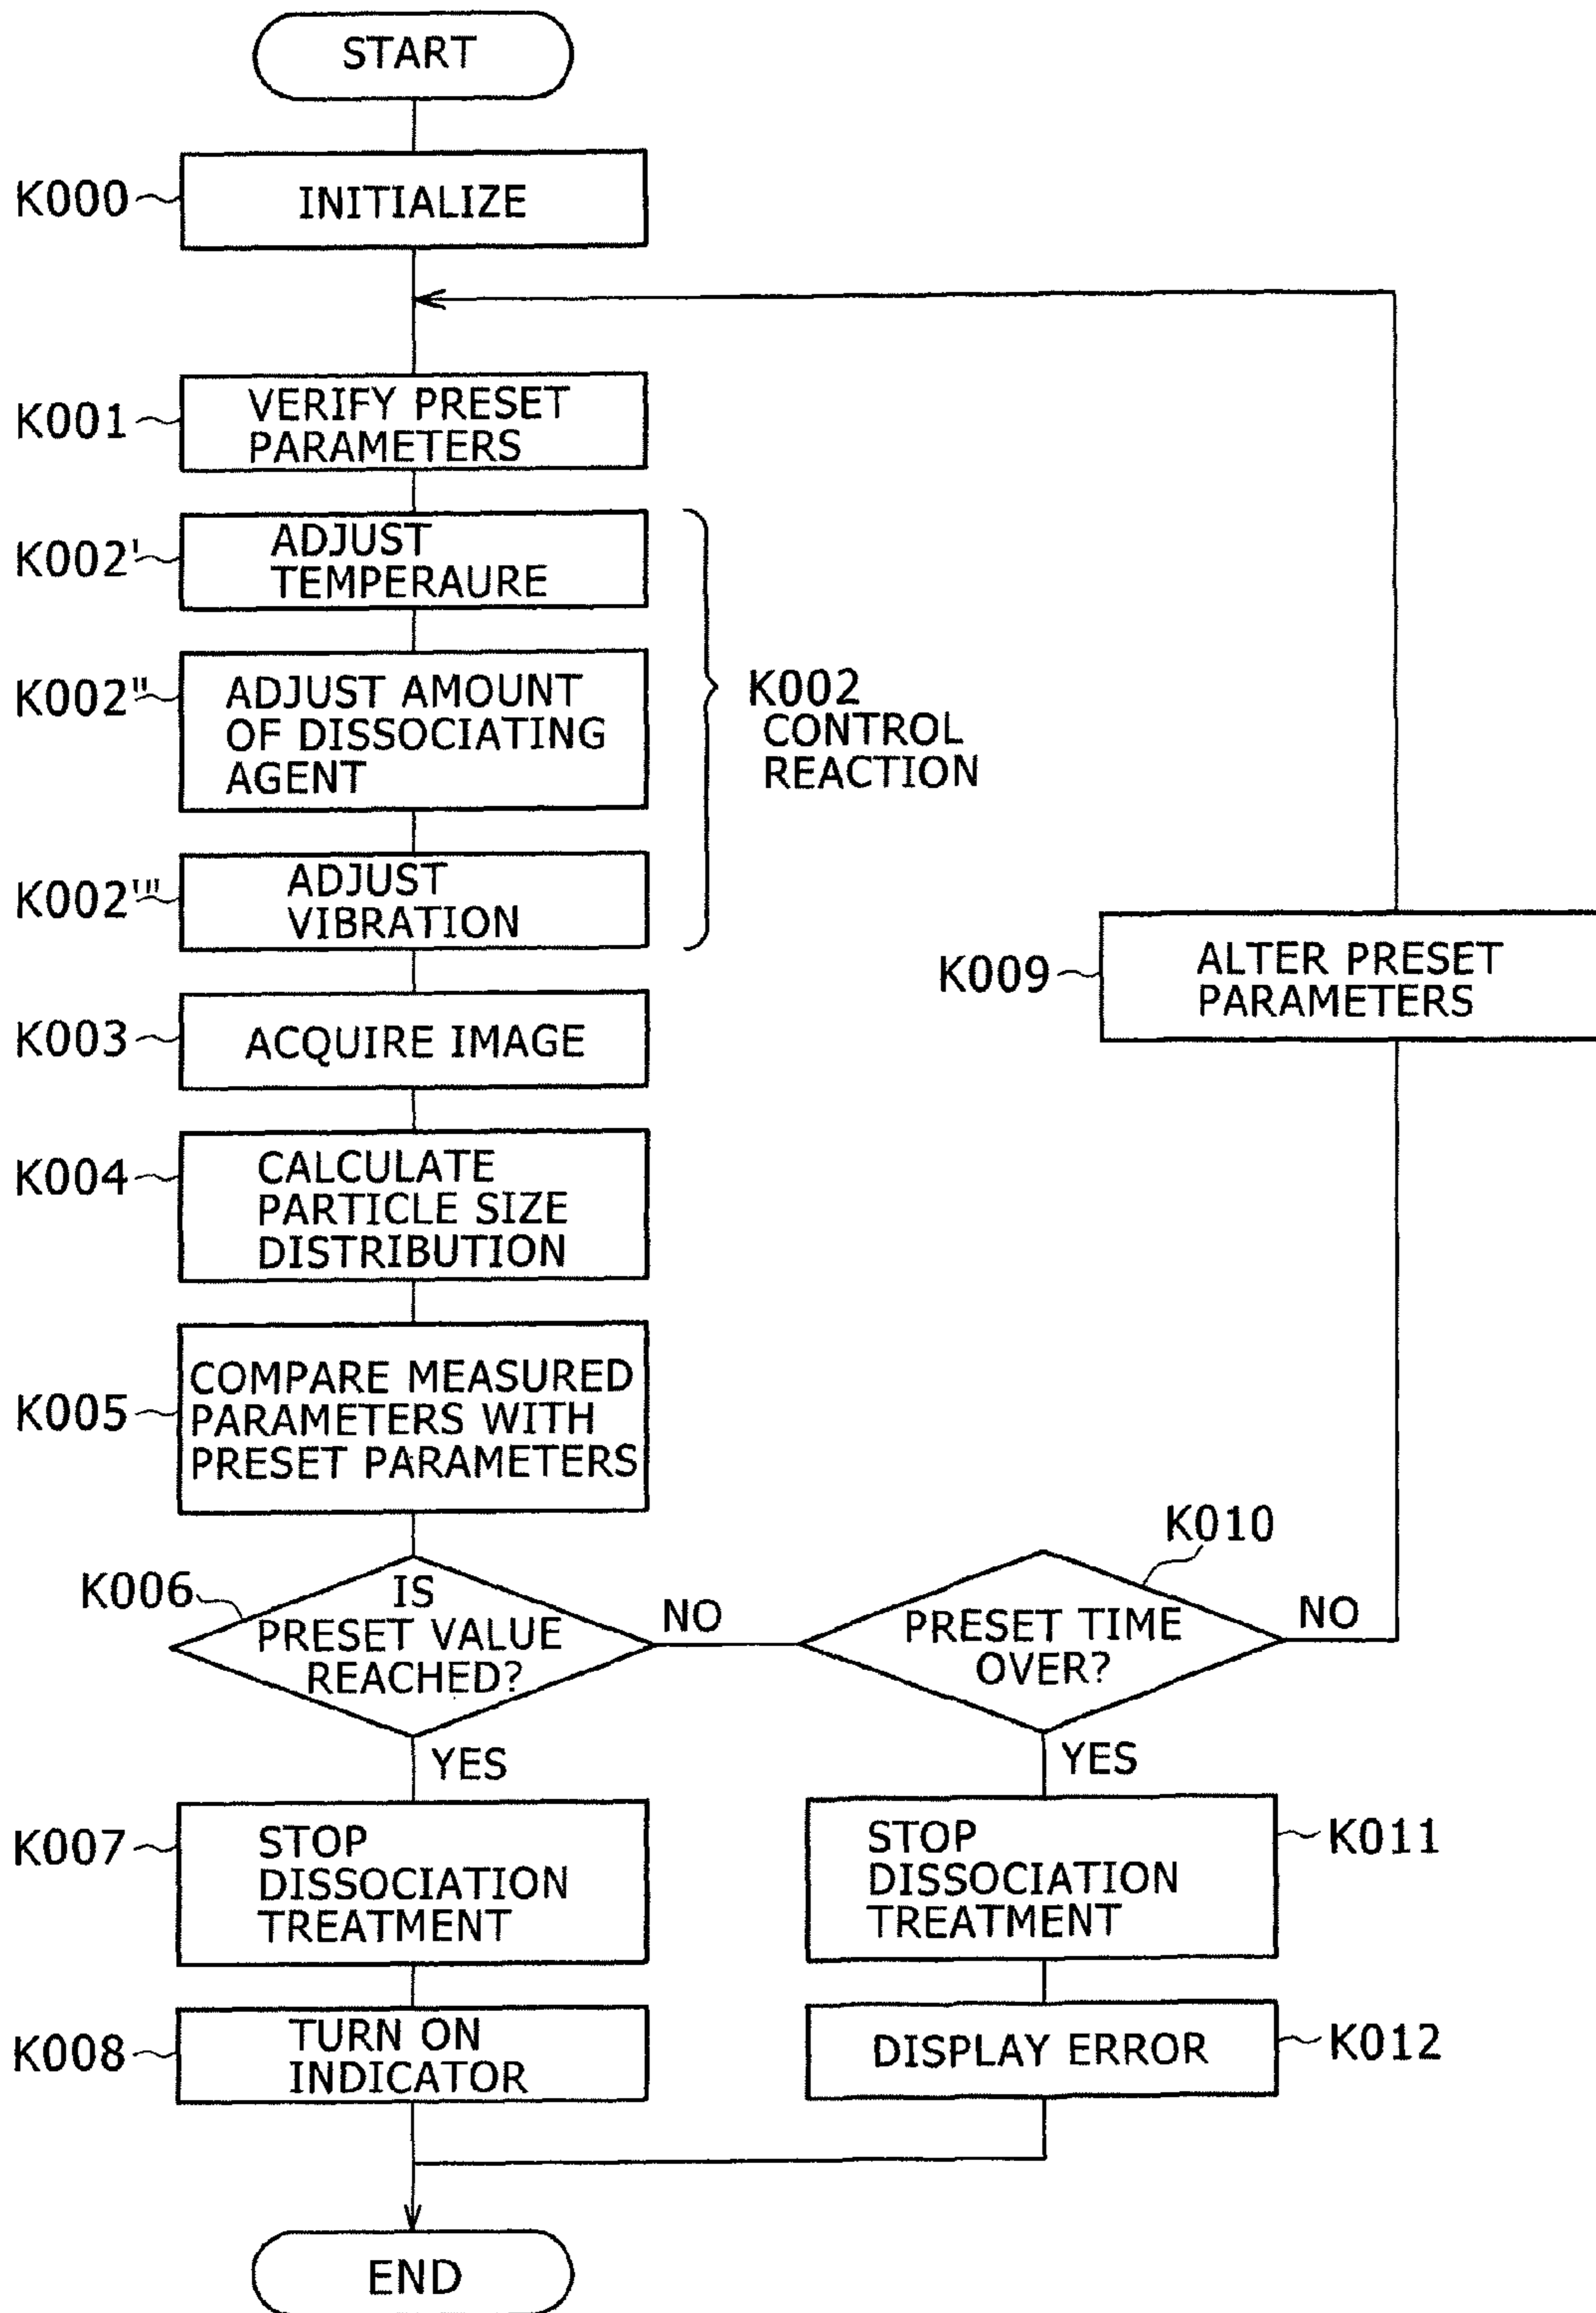 START
K000
INITIALIZE
K001
VERIFY PRESET
PARAMETERS
K002'
ADJUST
TEMPERAURE
K002"
ADJUST AMOUNT
OF DISSOCIATING
AGENT
K002
CONTROL
REACTION
K002'"
ADJUST
VIBRATION
K009
ALTER PRESET
PARAMETERS
K003
ACQUIRE IMAGE
K004
CALCULATE
PARTICLE SIZE
DISTRIBUTION
K005
COMPARE MEASURED
PARAMETERS WITH
PRESET PARAMETERS
K006
IS
PRESET VALUE
REACHED?
NO
K010
PRESET TIME
OVER?
NO
YES
YES
K007
STOP
DISSOCIATION
TREATMENT
STOP
DISSOCIATION
TREATMENT
K011
K008
TURN ON
INDICATOR
DISPLAY ERROR
K012
END